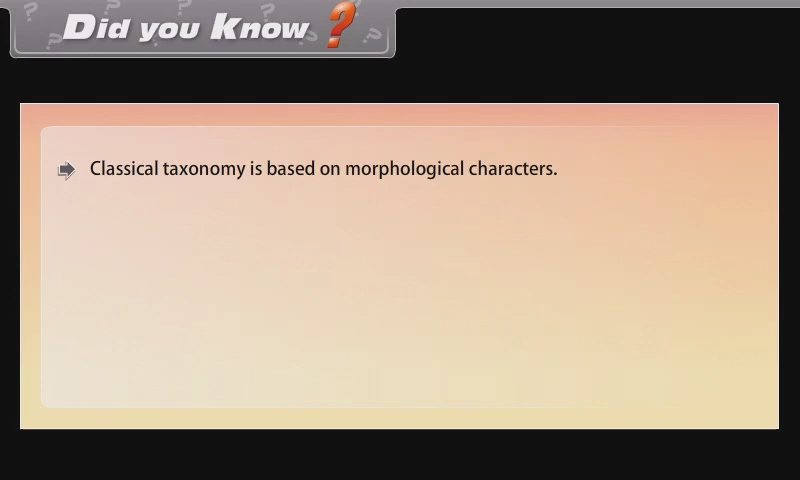 Did you Know ?
Classical taxonomy is based on morphological characters.